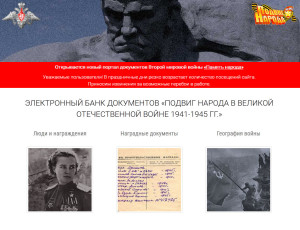 ПОДВИГ
НАРОДА
Открывается новый портал документов Второй мировой войны «Память народа»
Уважаемые пользователи! В праздничные дни резко возрастает количество посещений сайта.
Приносим извинения за возможные перебои в работе.
ЭЛЕКТРОННЫЙ БАНК ДОКУМЕНТОВ «ПОДВИГ НАРОДА В ВЕЛИКОЙ
ОТЕЧЕСТВЕННОЙ ВОЙНЕ 1941-1945 ГГ.»
Люди и награждения
Наградные документы
География войны